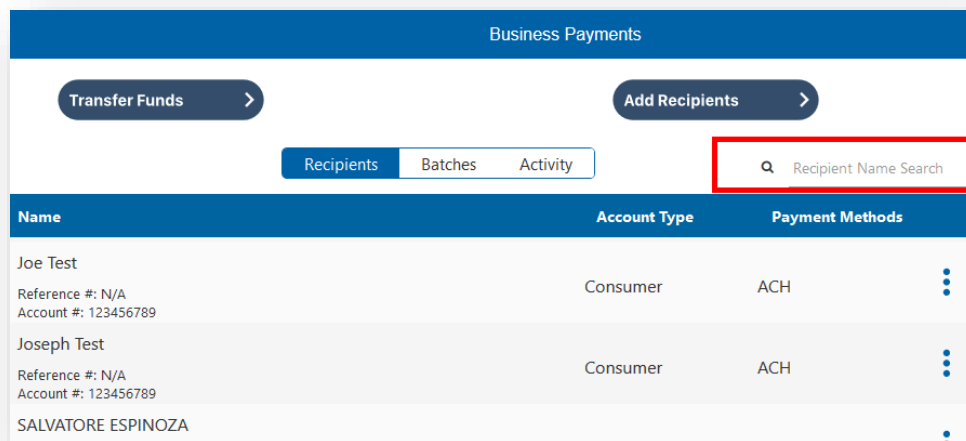 Business Payments
Transfer Funds
Add Recipients
Recipients Batches Activity
Recipient Name Search
Name Account Type Payment Methods
Joe Test
Reference #: N/A
Account #: 123456789
Consumer ACH
Joseph Test
Reference #: N/A
Account #: 123456789
Consumer ACH
SALVATORE ESPINOZA